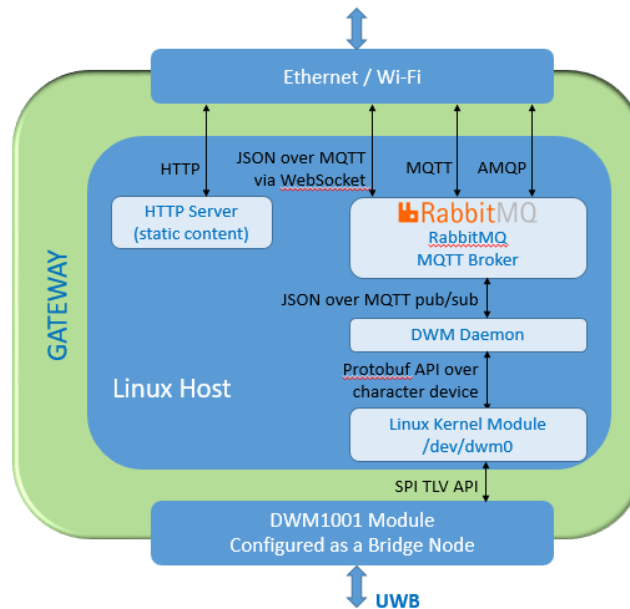 Ethernet / Wi-Fi
HTTP
JSON over MQTT
via WebSocket
MQTT
AMQP
HTTP Server
(static content)
RabbitMQ
RabbitMQ
MQTT Broker
JSON over MQTT pub/sub
DWM Daemon
Protobuf API over
character device
GATEWAY
Linux Host
Linux Kernel Module
/dev/dwm0
SPI TLV API
DWM1001 Module
Configured as a Bridge Node
UWB